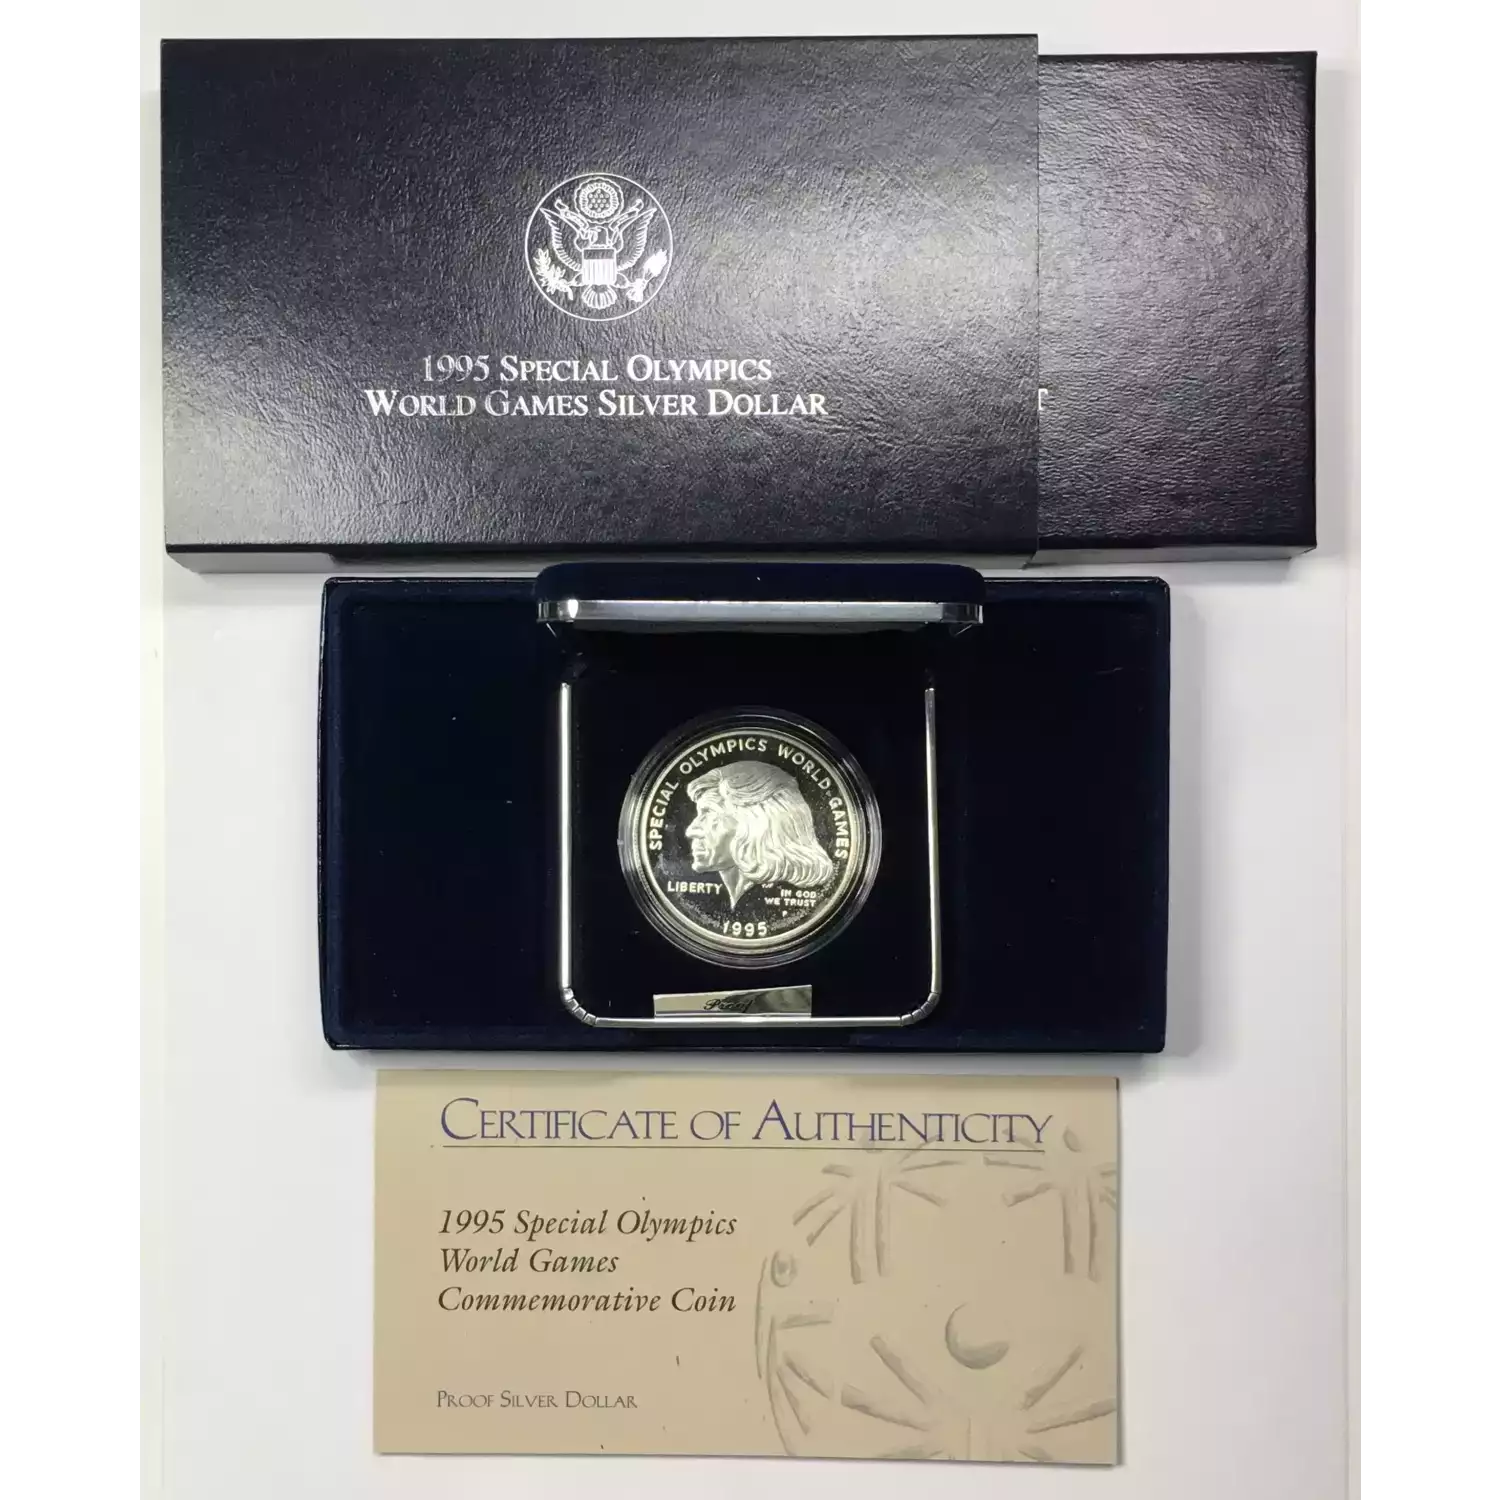 1995 SPECIAL OLYMPICS
WORLD GAMES SILVER DOLLAR
T
SPECIAL OLYMPICS WORLD GAMES
LIBERTY
IN GOD
WE TRUST
P
1995
Proof
CERTIFICATE OF AUTHENTICITY
1995 Special Olympics
World Games
Commemorative Coin
PROOF SILVER DOLLAR